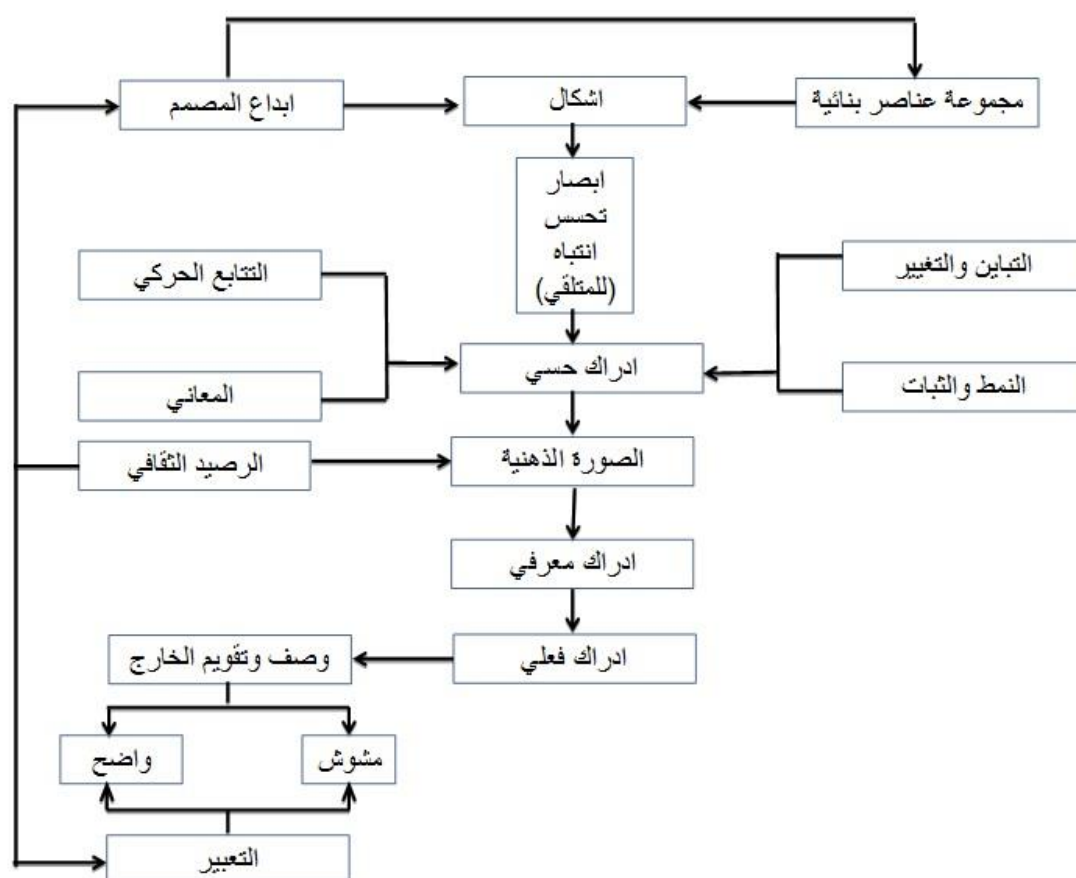 ابداع المصمم
اشكال
مجموعة عناصر بنائية
ابصار
تحسس
انتباه
(للمتلقي)
التتابع الحركي
التباين والتغيير
ادراك حسي
المعاني
النمط والثبات
الرصيد الثقافي
الصورة الذهنية
ادراك معرفي
ادراك فعلي
وصف وتقويم الخارج
واضح
مشوش
التعبير